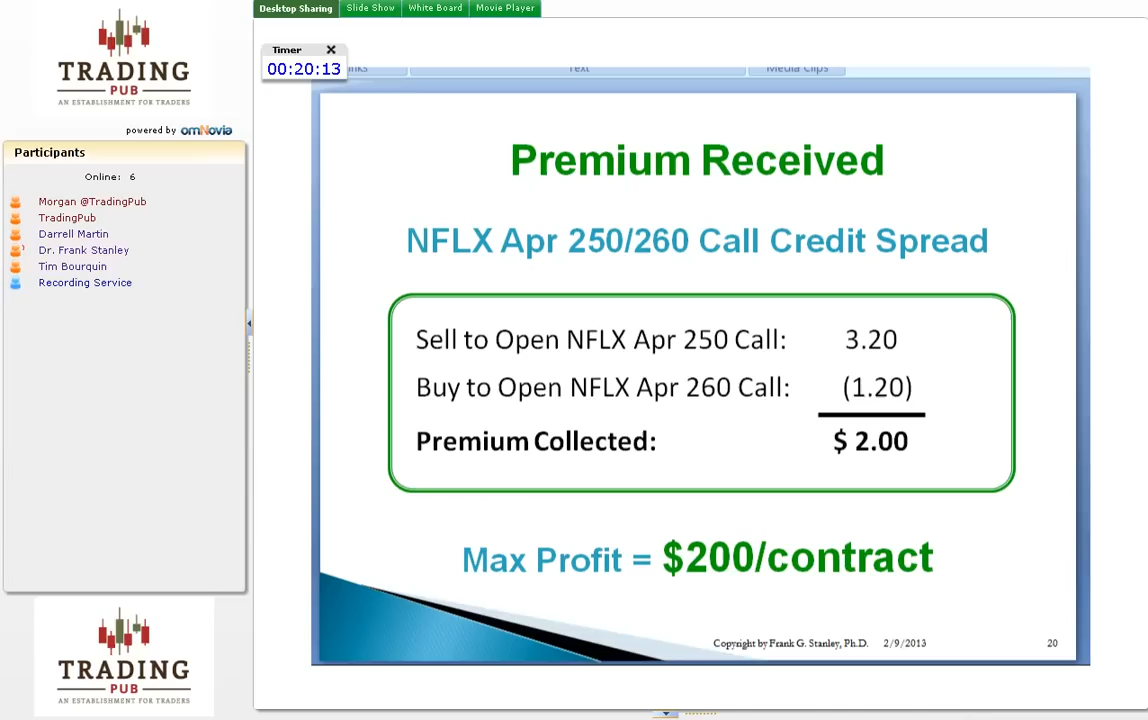 Desktop Sharing Slide Show White Board Movie Player
TRADING
PUB
AN ESTABLISHMENT FOR TRADERS
powered by omNovia
Participants
Online: 6
Morgan @TradingPub
TradingPub
Darrell Martin
Dr. Frank Stanley
Tim Bourquin
Recording Service
TRADING
PUB
AN ESTABLISHMENT FOR TRADERS
Timer
00:20:13
Text Media Clips
Premium Received
NFLX Apr 250/260 Call Credit Spread
Sell to Open NFLX Apr 250 Call: 3.20
Buy to Open NFLX Apr 260 Call: (1.20)
Premium Collected: $ 2.00
Max Profit = $200/contract
Copyright by Frank G. Stanley, Ph.D. 2/9/2013 20